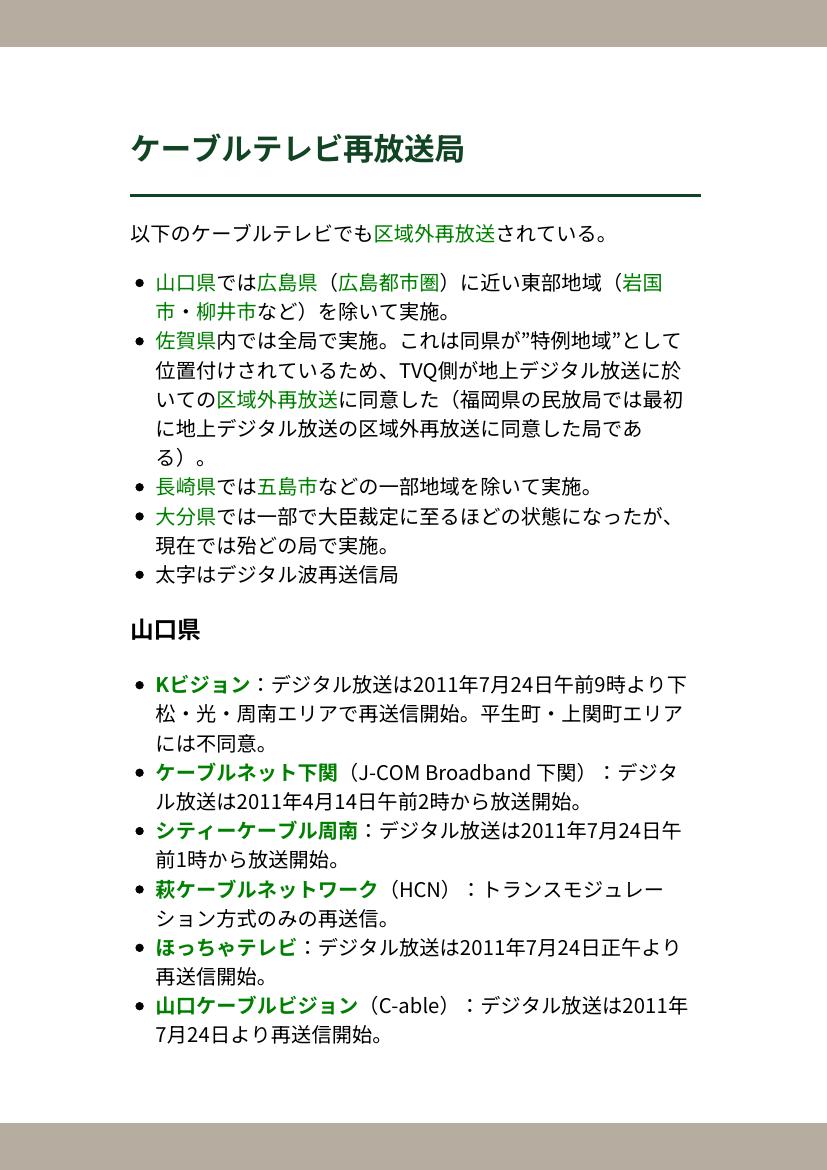 ケーブルテレビ再放送局
以下のケーブルテレビでも区域外再放送されている。
山口県では広島県（広島都市圏）に近い東部地域（岩国
市・柳井市など）を除いて実施。
佐賀県内では全局で実施。これは同県が”特例地域”として
位置付けされているため、TVQ側が地上デジタル放送に於
いての区域外再放送に同意した（福岡県の民放局では最初
に地上デジタル放送の区域外再放送に同意した局であ
る）。
長崎県では五島市などの一部地域を除いて実施。
大分県では一部で大臣裁定に至るほどの状態になったが、
現在では殆どの局で実施。
太字はデジタル波再送信局
山口県
Kビジョン：デジタル放送は2011年7月24日午前9時より下
松・光・周南エリアで再送信開始。平生町・上関町エリア
には不同意。
ケーブルネット下関（J-COM Broadband 下関）：デジタ
ル放送は2011年4月14日午前2時から放送開始。
シティーケーブル周南：デジタル放送は2011年7月24日午
前1時から放送開始。
萩ケーブルネットワーク（HCN）：トランスモジュレー
ション方式のみの再送信。
ほっちゃテレビ：デジタル放送は2011年7月24日正午より
再送信開始。
山口ケーブルビジョン（C-able）：デジタル放送は2011年
7月24日より再送信開始。